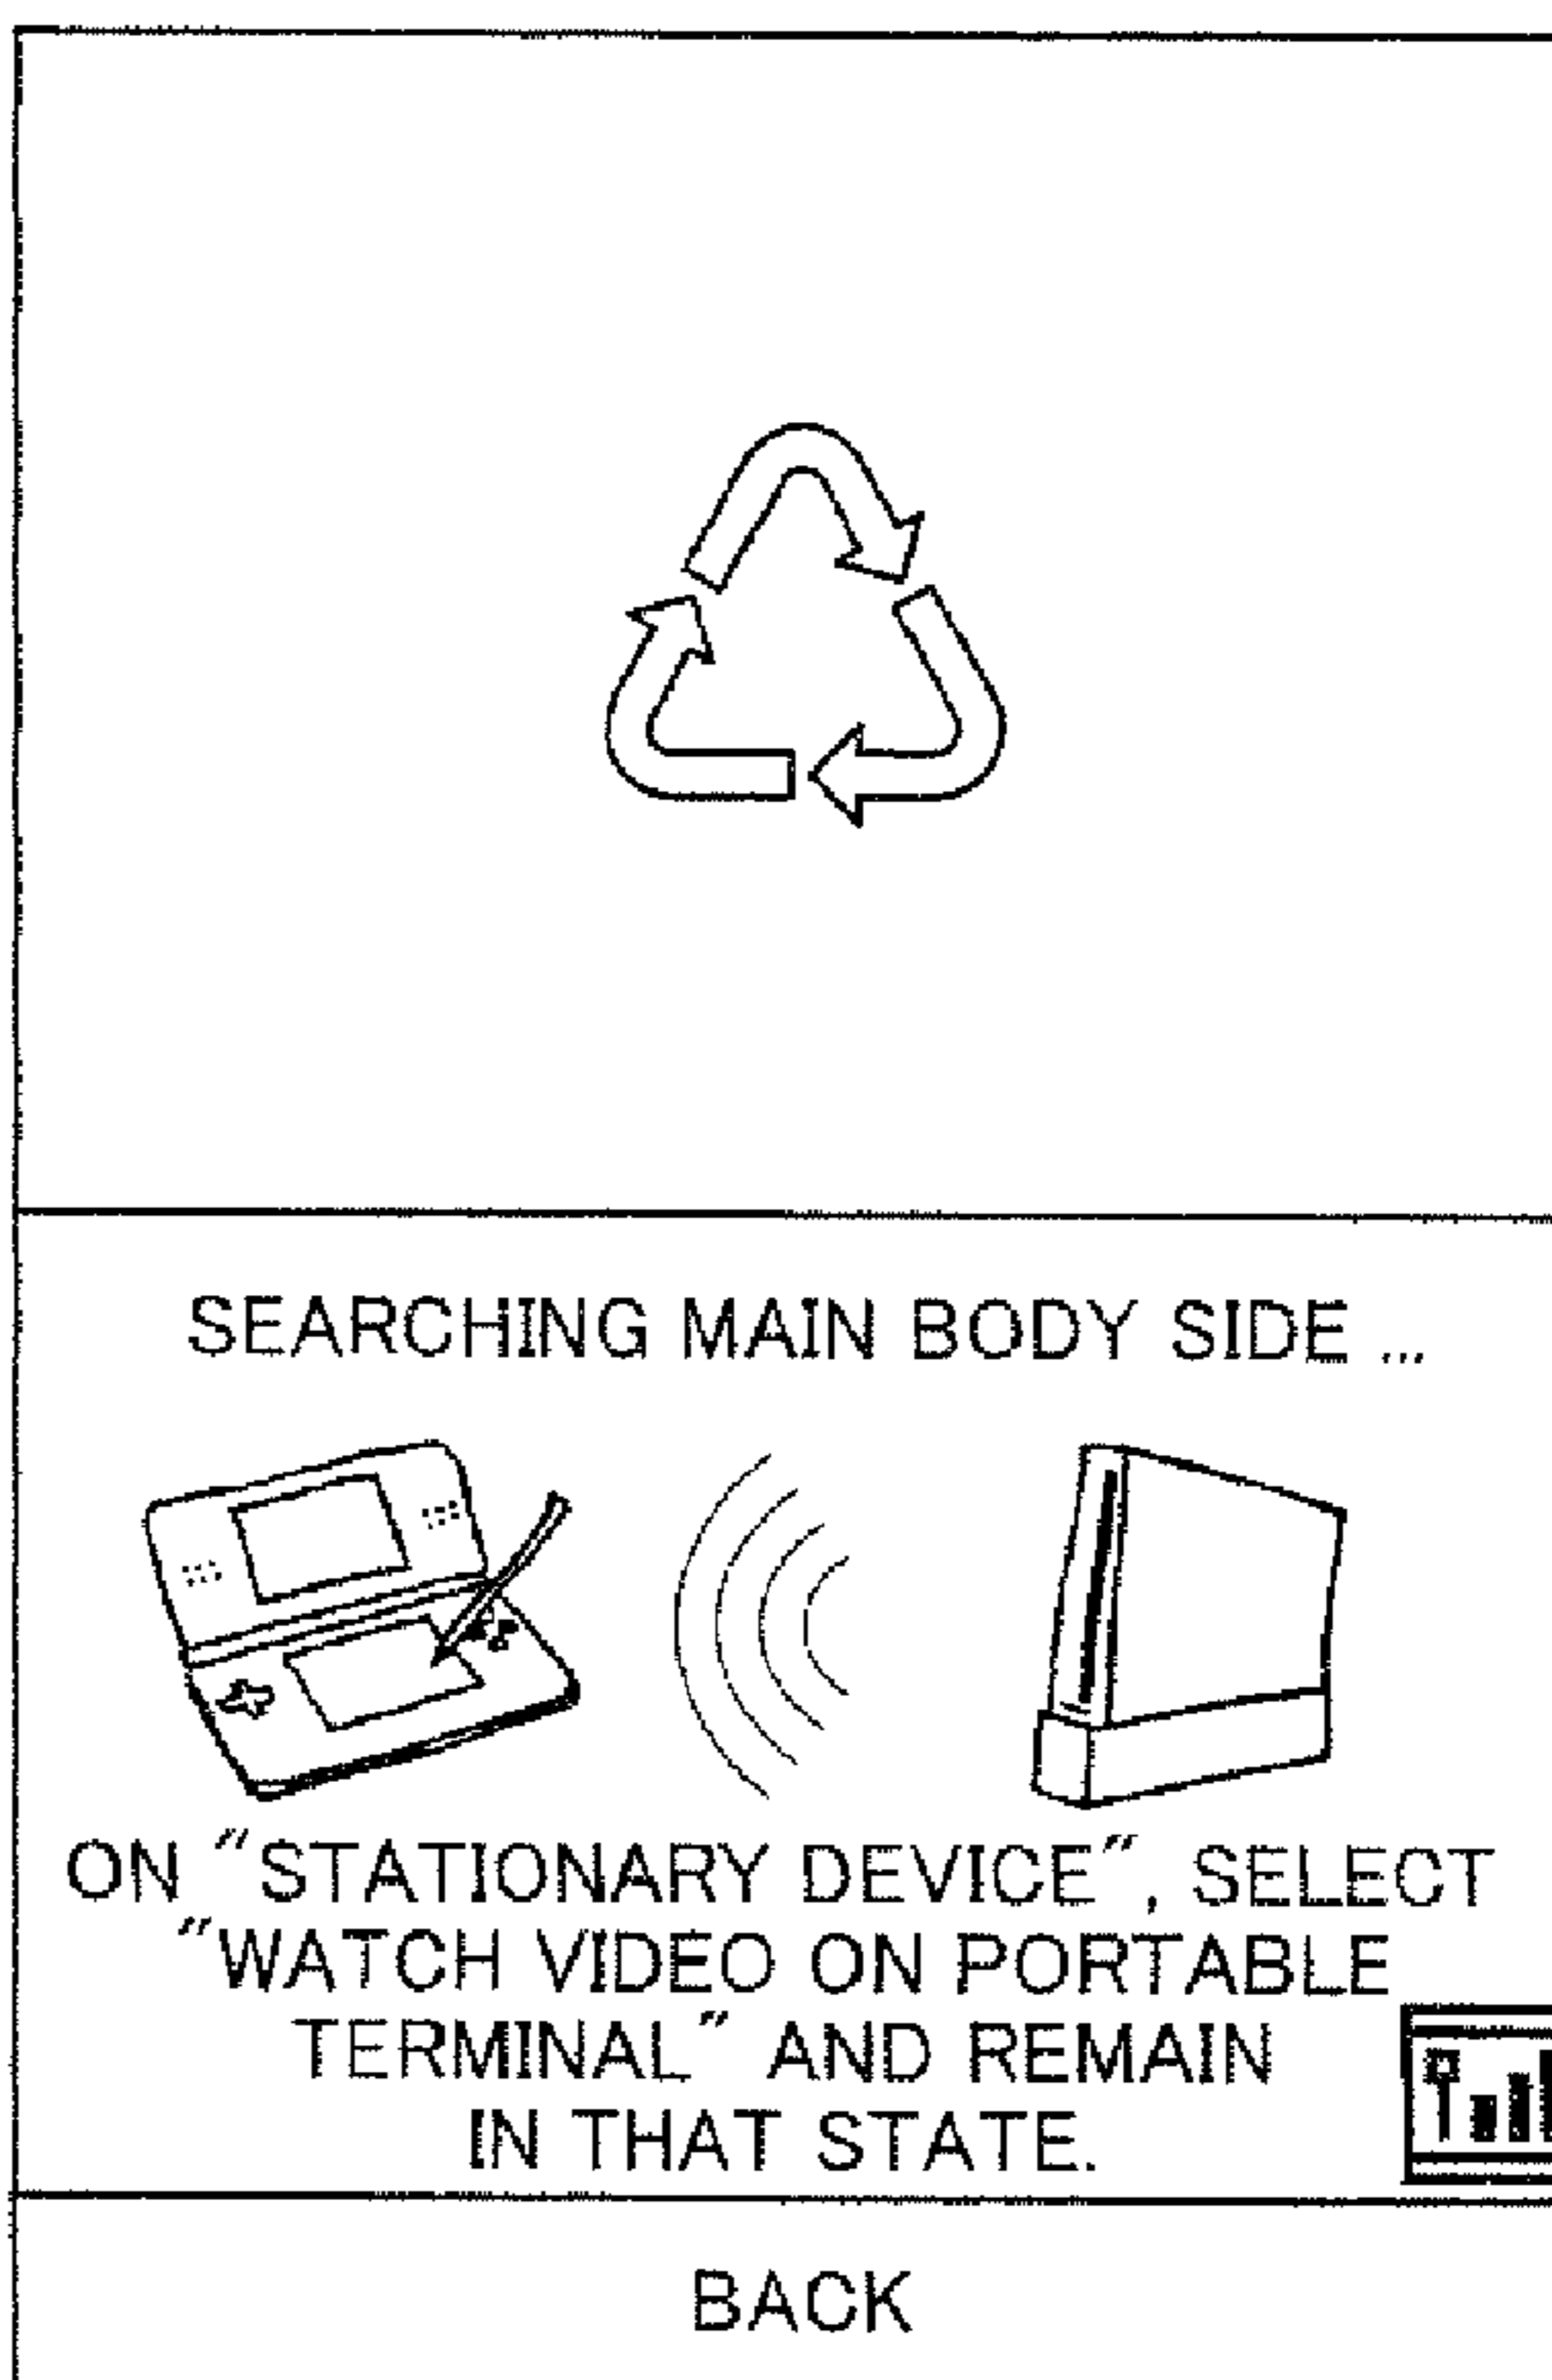 SEARCHING MAIN BODY SIDE ...
ON "STATIONARY DEVICE", SELECT
"WATCH VIDEO ON PORTABLE
TERMINAL" AND REMAIN
IN THAT STATE.
BACK